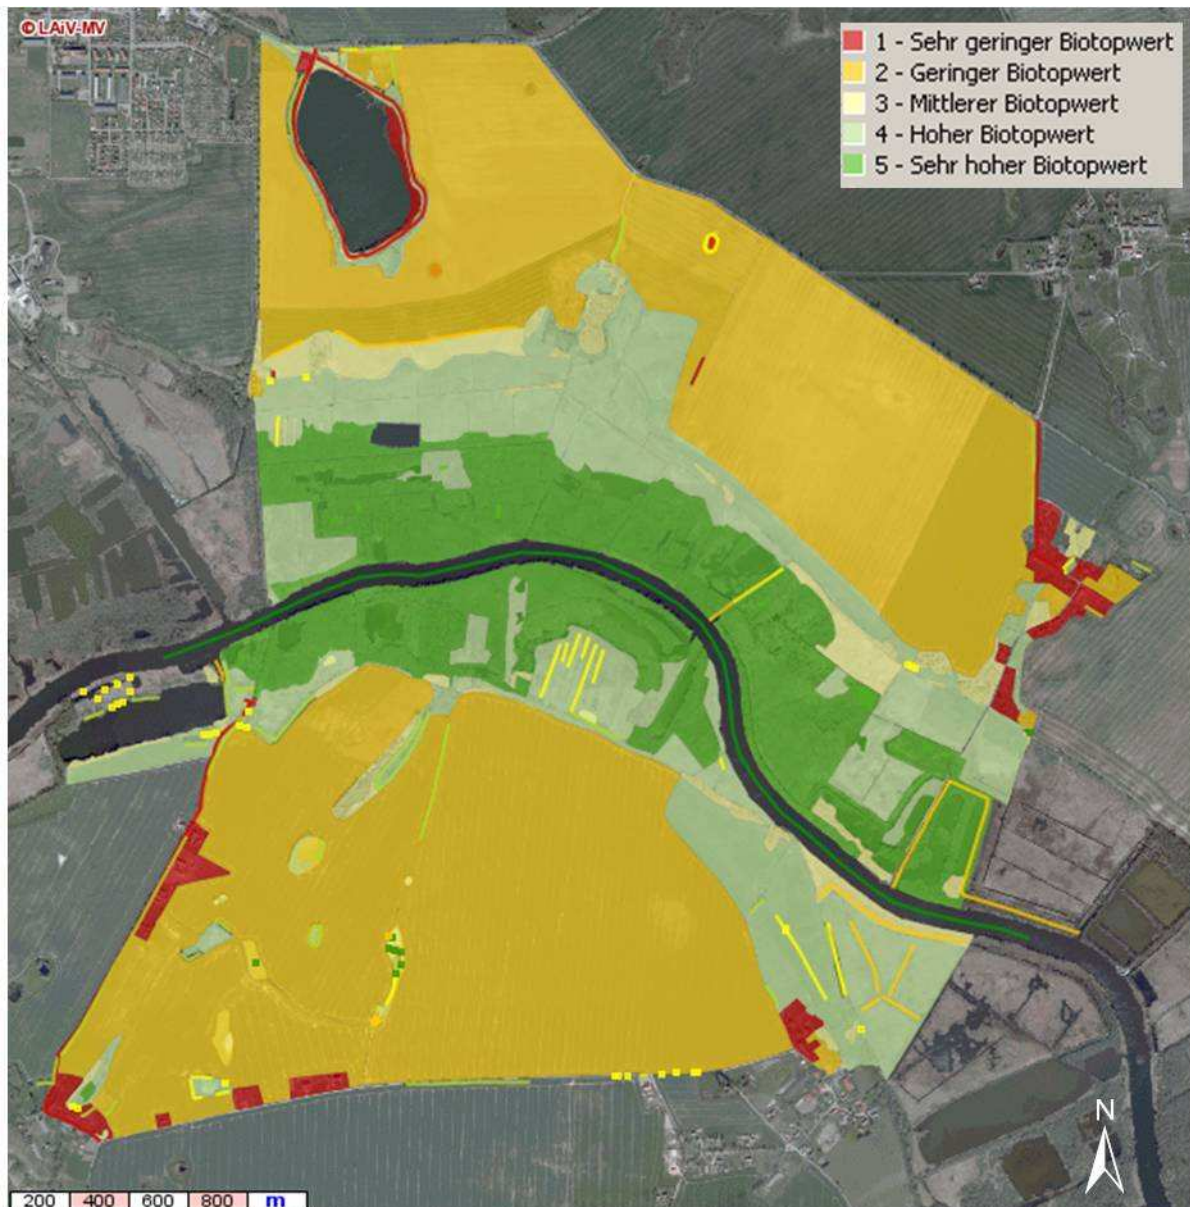 © LAiV-MV
1 - Sehr geringer Biotopwert
2 - Geringer Biotopwert
3 - Mittlerer Biotopwert
4 - Hoher Biotopwert
5 - Sehr hoher Biotopwert
N
200 400 600 800 m